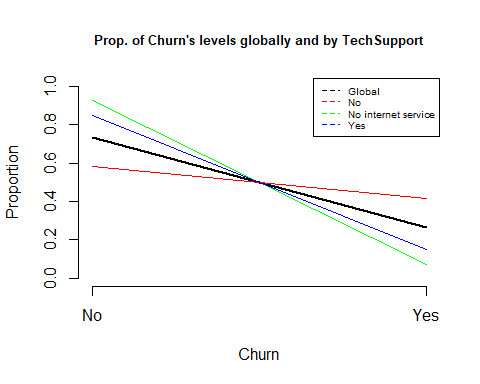 Prop. of Churn's levels globally and by TechSupport
Global
No
No internet service
Yes
Proportion
1.0
0.8
0.6
0.4
0.2
0.0
No
Yes
Churn